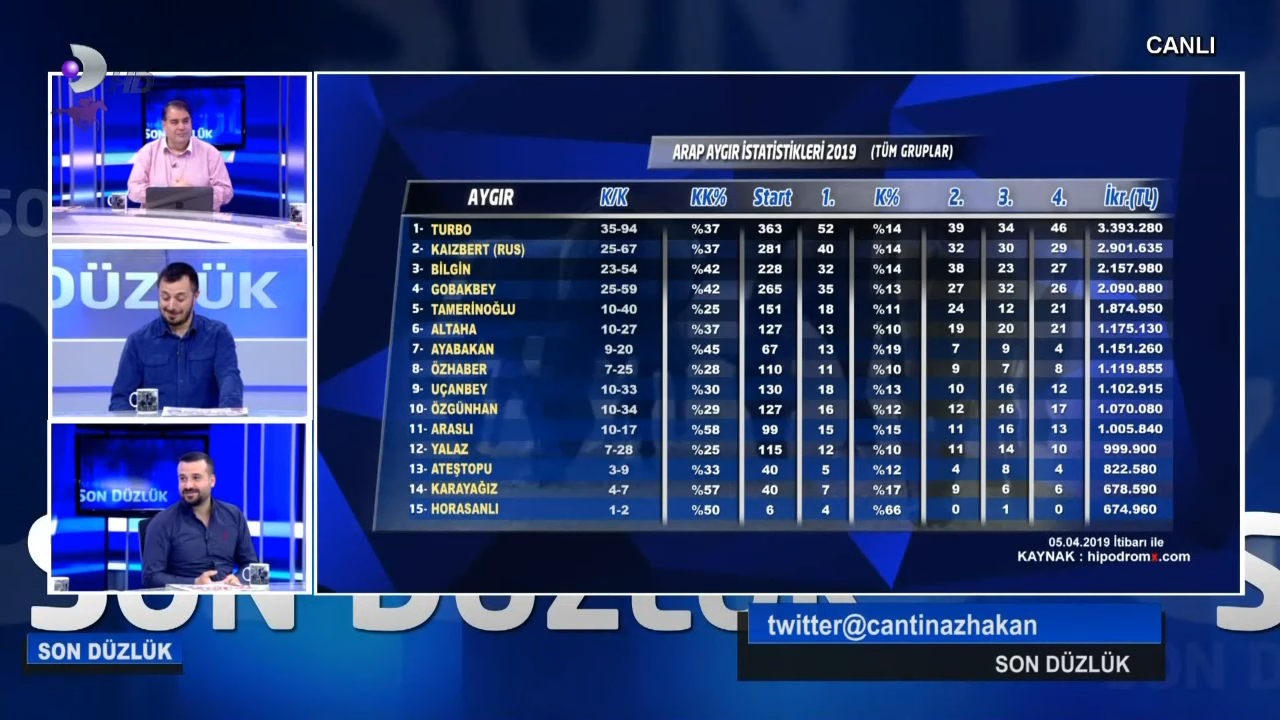 CANLI
HD
SON DÜZLÜK
DÜZLÜK
SON DÜZLÜK
ARAP AYGIR İSTATİSTİKLERİ 2019 (TÜM GRUPLAR)
AYGIR K/K KK% Start 1. K% 2. 3. 4. İkr.(TL)
1- TURBO 35-94 %37 363 52 %14 39 34 46 3.393.280
2- KAIZBERT (RUS) 25-67 %37 281 40 %14 32 30 29 2.901.635
3- BİLGİN 23-54 %42 228 32 %14 38 23 27 2.157.980
4- GOBAKBEY 25-59 %42 265 35 %13 27 32 26 2.090.880
5- TAMERİNOĞLU 10-40 %25 151 18 %11 24 12 21 1.874.950
6- ALTAHA 10-27 %37 127 13 %10 19 20 21 1.175.130
7- AYABAKAN 9-20 %45 67 13 %19 7 9 4 1.151.260
8- ÖZHABER 7-25 %28 110 11 %10 9 7 8 1.119.855
9- UÇANBEY 10-33 %30 130 18 %13 10 16 12 1.102.915
10- ÖZGÜNHAN 10-34 %29 127 16 %12 12 16 17 1.070.080
11- ARASLI 10-17 %58 99 15 %15 11 16 13 1.005.840
12- YALAZ 7-28 %25 115 12 %10 11 14 10 999.900
13- ATEŞTOPU 3-9 %33 40 5 %12 4 8 4 822.580
14- KARAYAĞIZ 4-7 %57 40 7 %17 9 6 6 678.590
15- HORASANLI 1-2 %50 6 4 %66 0 1 0 674.960
05.04.2019 İtibarı ile
KAYNAK : hipodromx.com
SON DÜZLÜK
twitter@cantinazhakan
SON DÜZLÜK
SON DÜZLÜK